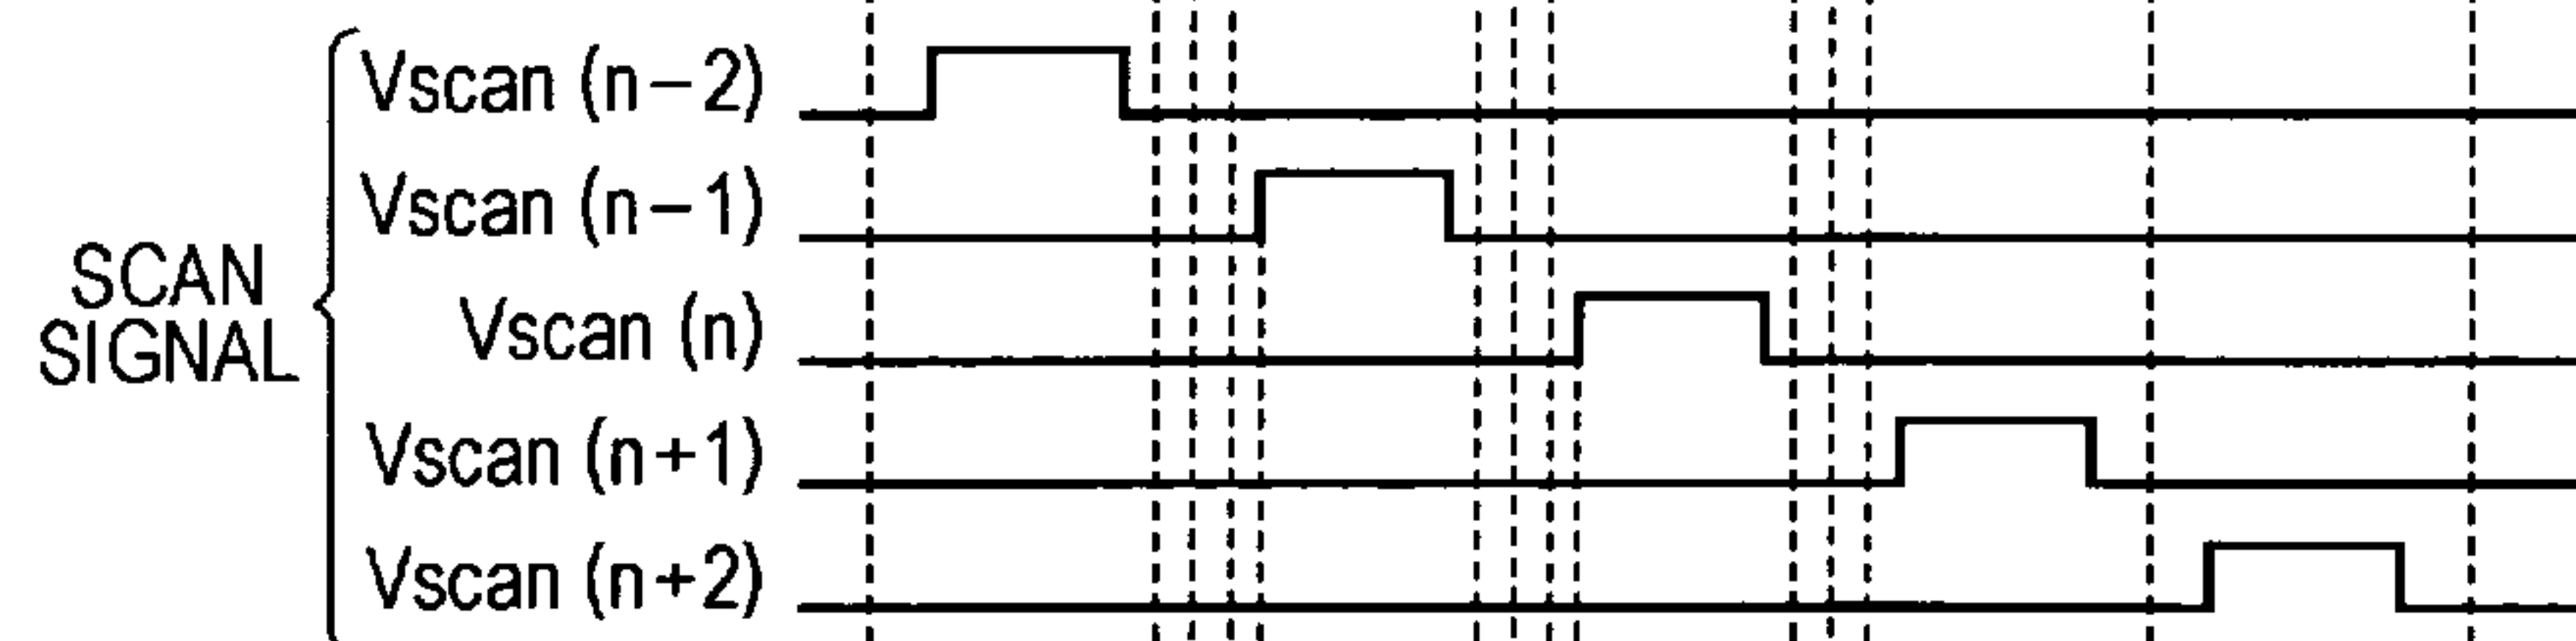 Vscan (n−2)
Vscan (n−1)
SCAN
SIGNAL
Vscan (n)
Vscan (n+1)
Vscan (n+2)